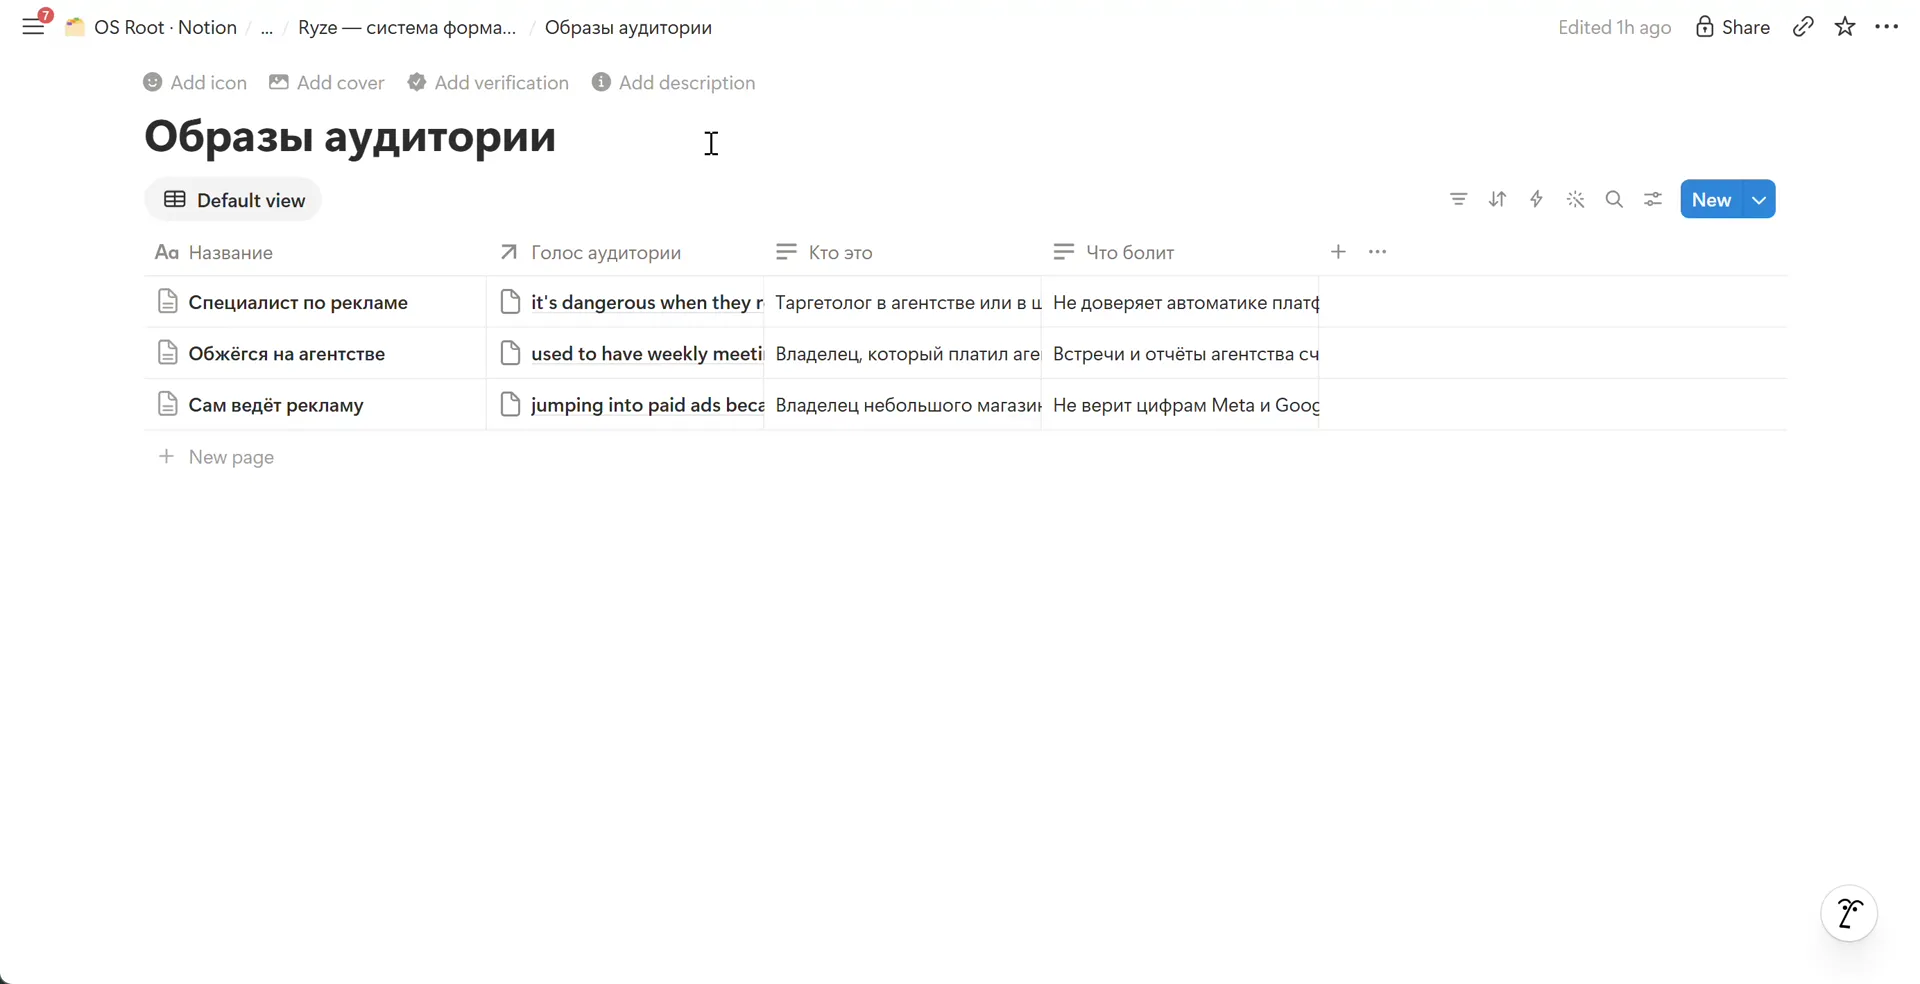 7
OS Root · Notion / ... / Ryze — система форма... / Образы аудитории
Edited 1h ago Share
Add icon Add cover Add verification Add description
Образы аудитории
Default view
New
Aa Название Голос аудитории Кто это Что болит
Специалист по рекламе it's dangerous when they r Таргетолог в агентстве или в Не доверяет автоматике
Обжёгся на агентстве used to have weekly meeti Владелец, который платил аге Встречи и отчёты агентства сч
Сам ведёт рекламу jumping into paid ads beca Владелец небольшого магази Не верит цифрам Meta и Goog
New page